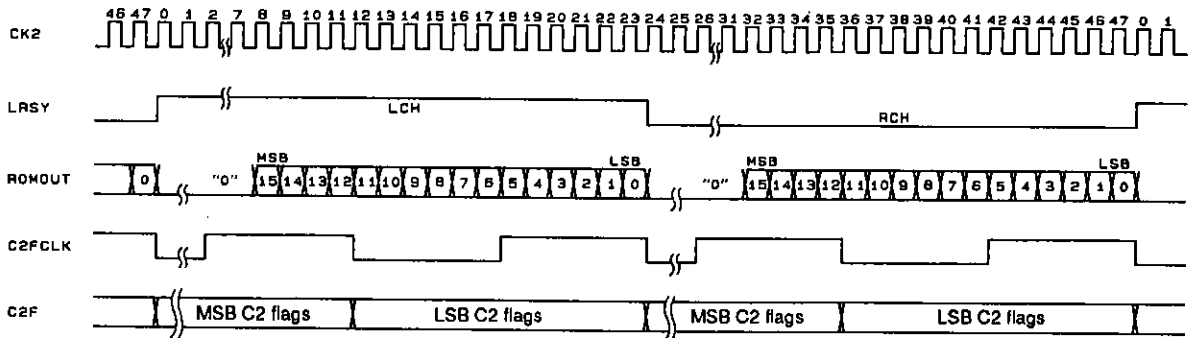 CK2 46 47 0 1 2 7 8 9 10 11 12 13 14 15 16 17 18 19 20 21 22 23 24 25 26 31 32 33 34 35 36 37 38 39 40 41 42 43 44 45 46 47 0 1
LRSY LCH RCH
MSB LSB MSB LSB
ROMOUT 0 "0" 15 14 13 12 11 10 9 8 7 6 5 4 3 2 1 0 "0" 15 14 13 12 11 10 9 8 7 6 5 4 3 2 1 0
C2FCLK
C2F MSB C2 flags LSB C2 flags MSB C2 flags LSB C2 flags